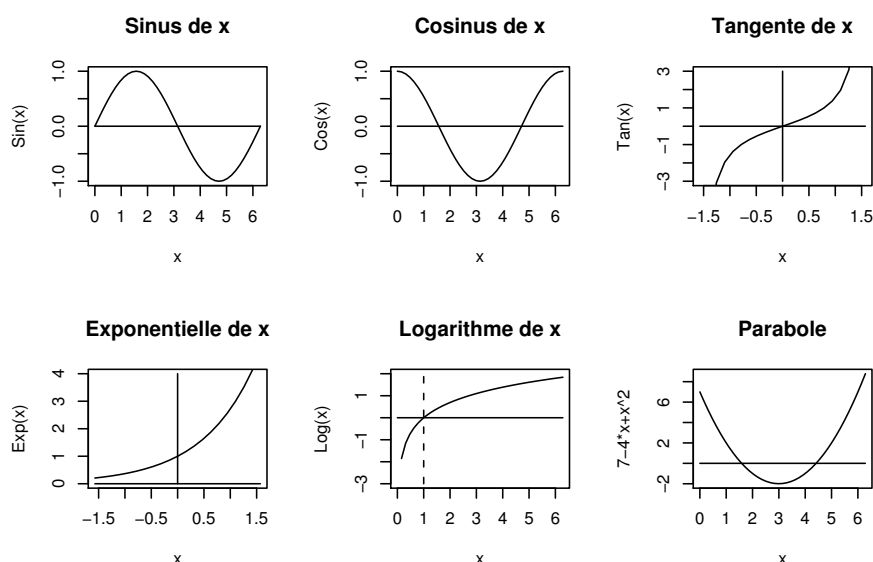 Sinus de x
Sin(x)
1.0
0.0
−1.0
0 1 2 3 4 5 6
x
Cosinus de x
Cos(x)
1.0
0.0
−1.0
0 1 2 3 4 5 6
x
Tangente de x
Tan(x)
3
1
−1
−3
−1.5 −0.5 0.5 1.5
x
Exponentielle de x
Exp(x)
4
3
2
1
0
−1.5 −0.5 0.5 1.5
x
Logarithme de x
Log(x)
1
−1
−3
0 1 2 3 4 5 6
x
Parabole
7−4*x+x^2
6
2
−2
0 1 2 3 4 5 6
x